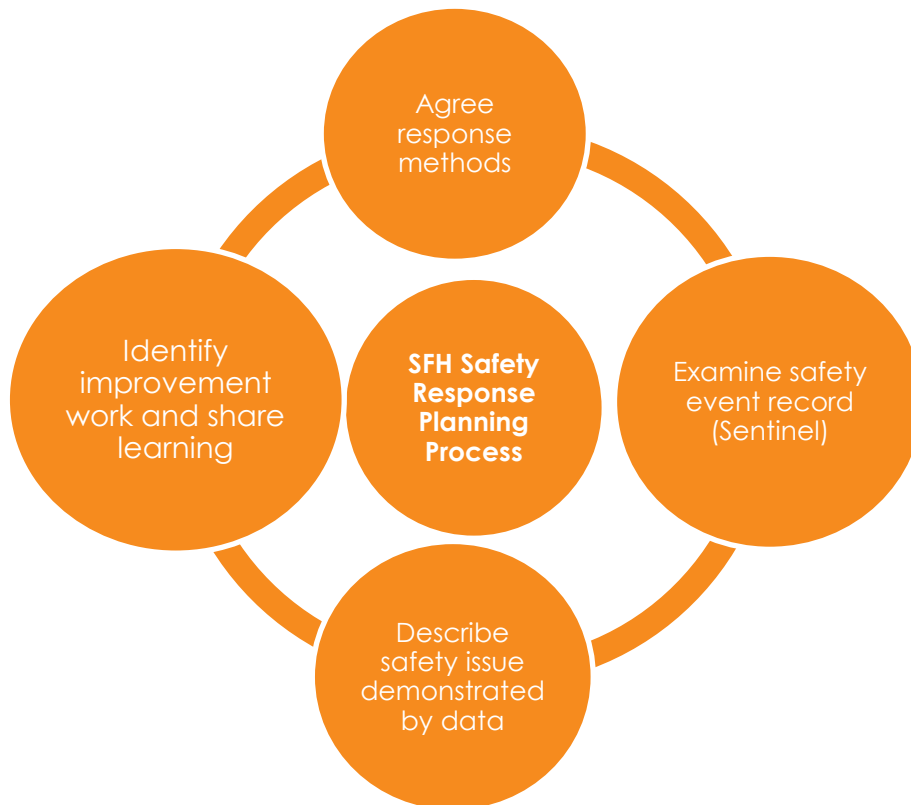 Agree
response
methods
Identify
improvement
work and share
learning
SFH Safety
Response
Planning
Process
Examine safety
event record
(Sentinel)
Describe
safety issue
demonstrated
by data